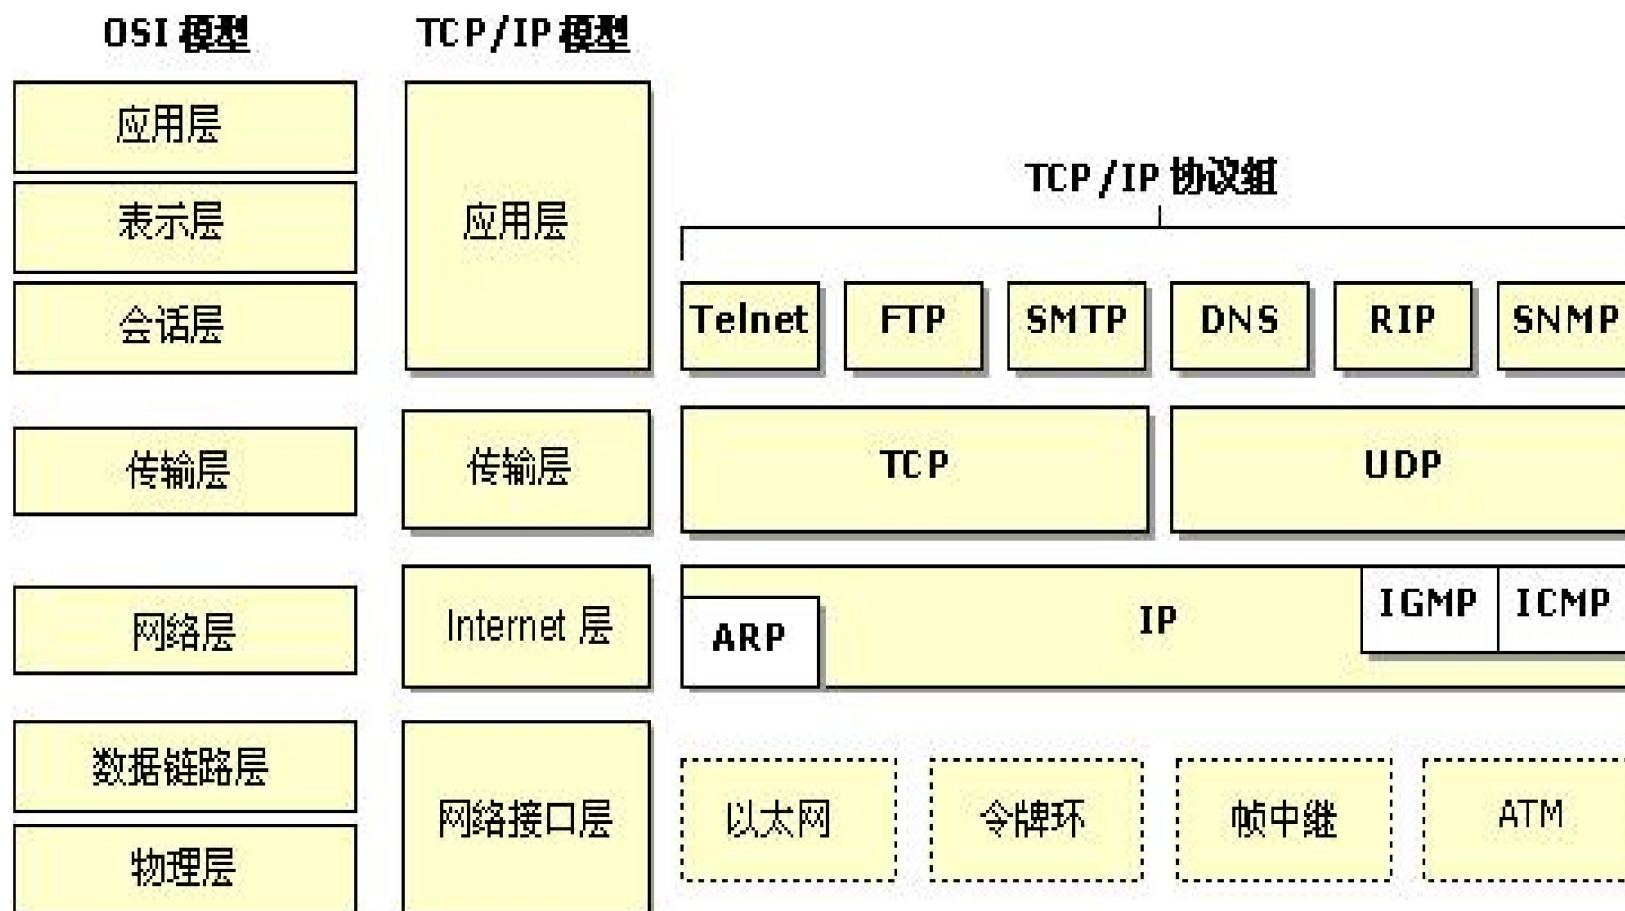 OSI 模型
TCP/IP 模型
应用层
表示层
会话层
应用层
TCP/IP 协议组
Telnet
FTP
SMTP
DNS
RIP
SNMP
传输层
传输层
TCP
UDP
网络层
Internet 层
ARP
IP
IGMP
ICMP
数据链路层
物理层
网络接口层
以太网
令牌环
帧中继
ATM